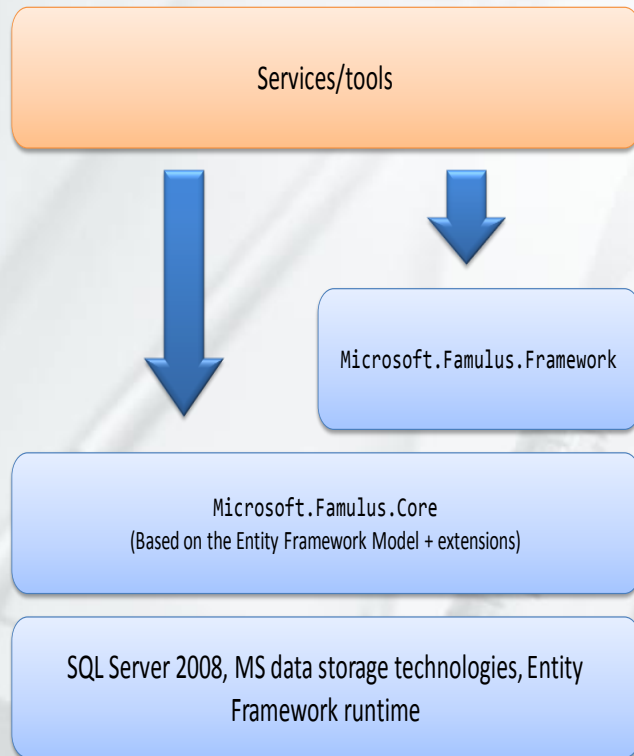 Services/tools
Microsoft.Famulus.Framework
Microsoft.Famulus.Core
(Based on the Entity Framework Model + extensions)
SQL Server 2008, MS data storage technologies, Entity
Framework runtime